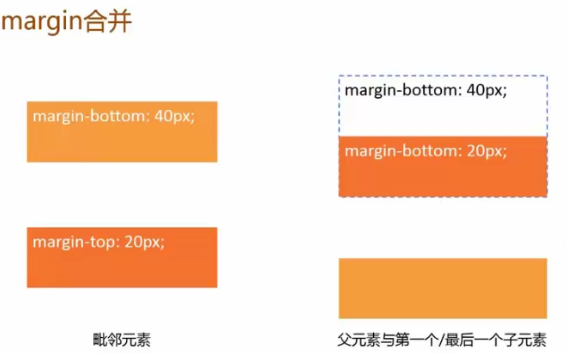 margin合并
margin-bottom: 40px;
margin-top: 20px;
毗邻元素
margin-bottom: 40px;
margin-bottom: 20px;
父元素与第一个/最后一个子元素